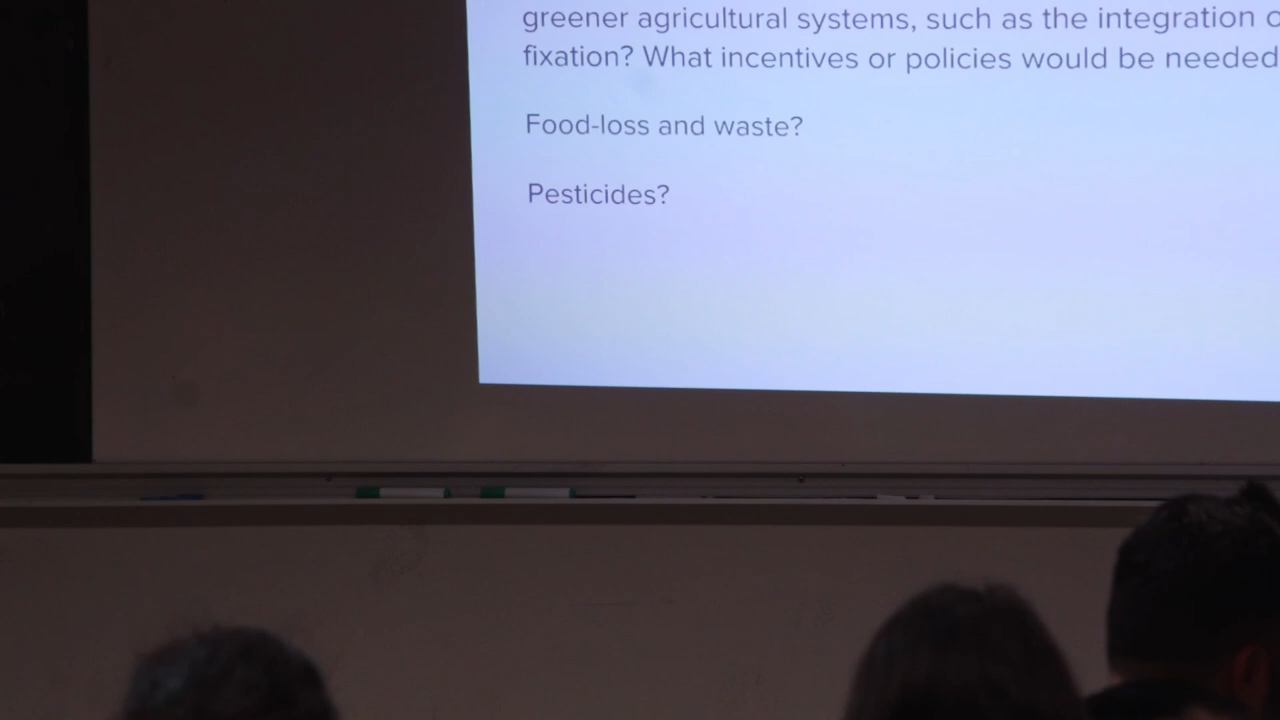 greener agricultural systems, such as the integration
fixation? What incentives or policies would be needed
Food-loss and waste?
Pesticides?